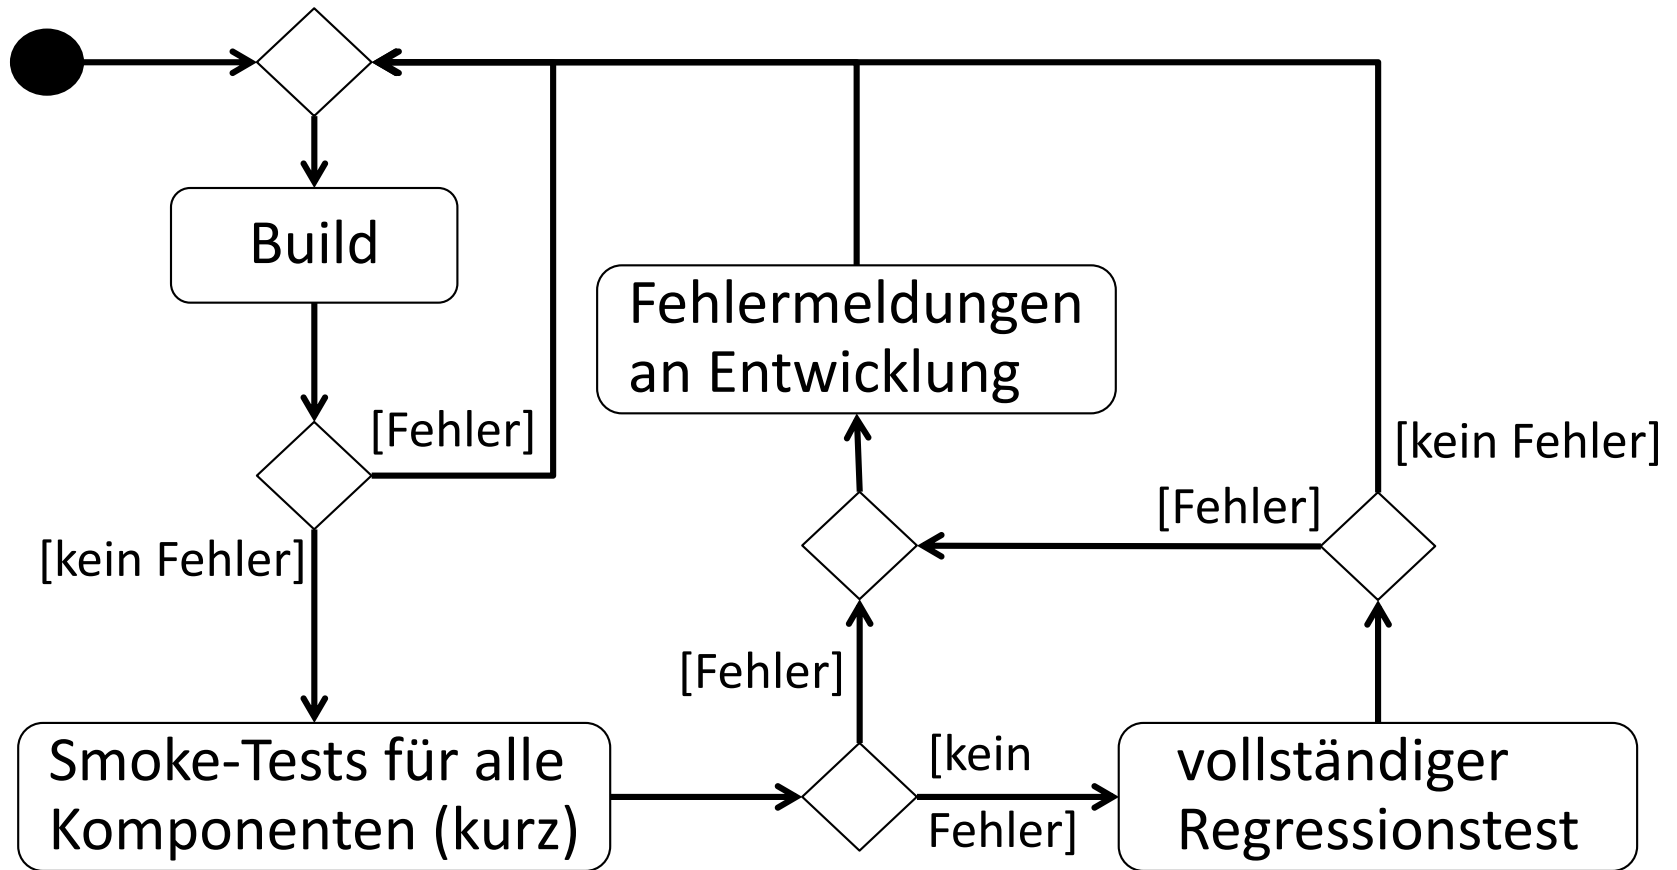 Build
[Fehler]
[kein Fehler]
Smoke-Tests für alle
Komponenten (kurz)
[Fehler]
[kein
Fehler]
vollständiger
Regressionstest
[Fehler]
[kein Fehler]
Fehlermeldungen
an Entwicklung